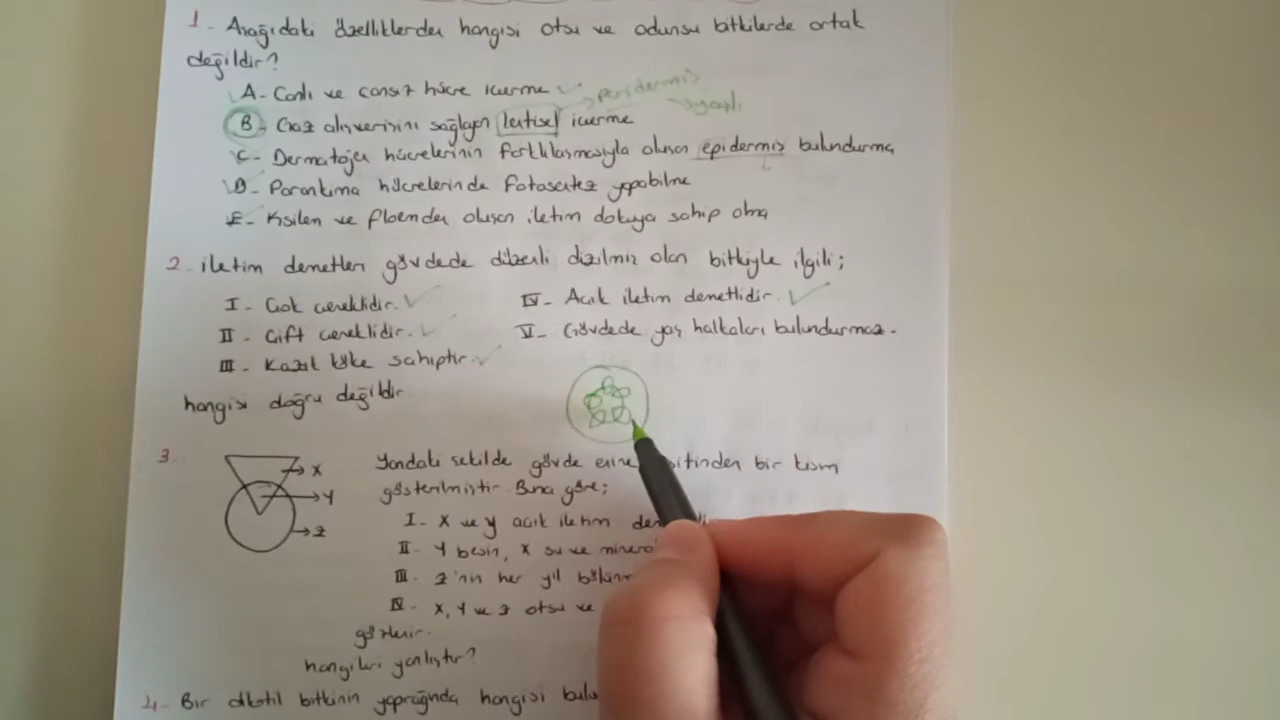 1- Aşağıdaki özelliklerden hangisi otsu ve odunsu bitkilerde ortak
değildir?
A- Canlı ve cansız hücre içerme
peridermis
yaşlı
B- Gaz alışverişini sağlayan lentisel içerme
C- Dermatojen hücrelerinin farklılaşmasıyla oluşan epidermis bulundurma
D- Parankima hücrelerinde fotosentez yapabilme
E- Ksilem ve floemden oluşan iletim dokuya sahip olma
2- İletim demetleri gövdede düzenli dizilmiş olan bitkiyle ilgili;
I- Çok çeneklidir.
IV- Açık iletim demetlidir.
II- Çift çeneklidir.
V- Gövdede yaş halkaları bulundurmaz.
III- Kazık köke sahiptir.
hangisi doğru değildir.
3.
X
Y
Z
Yandaki şekilde gövde enine bir kısım
gösterilmiştir. Buna göre;
I- X ve Y açık iletim
II- Y besin, X su ve
III- Z'nin her yıl
IV- X, Y ve Z otsu ve
gözlenir.
hangileri yanlıştır?
4- Bir dikotil bitkinin yaprağında hangisi